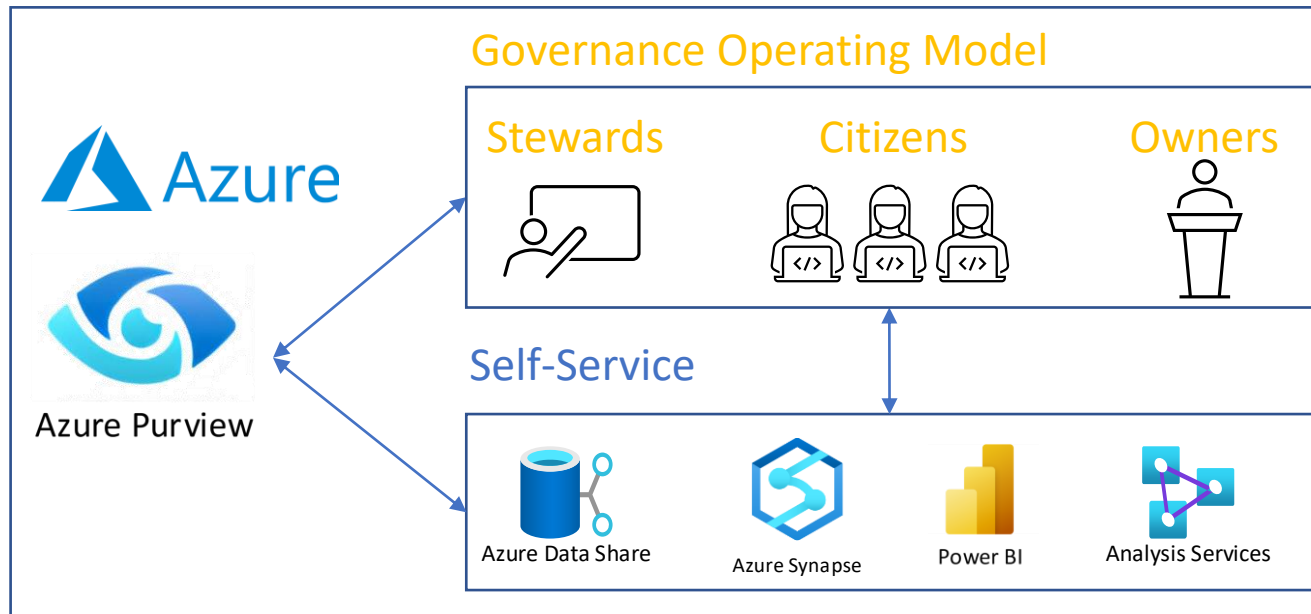 Governance Operating Model
Stewards
Citizens
Owners
Azure
</>
</>
</>
Azure Purview
Self-Service
Azure Data Share
Azure Synapse
Power BI
Analysis Services